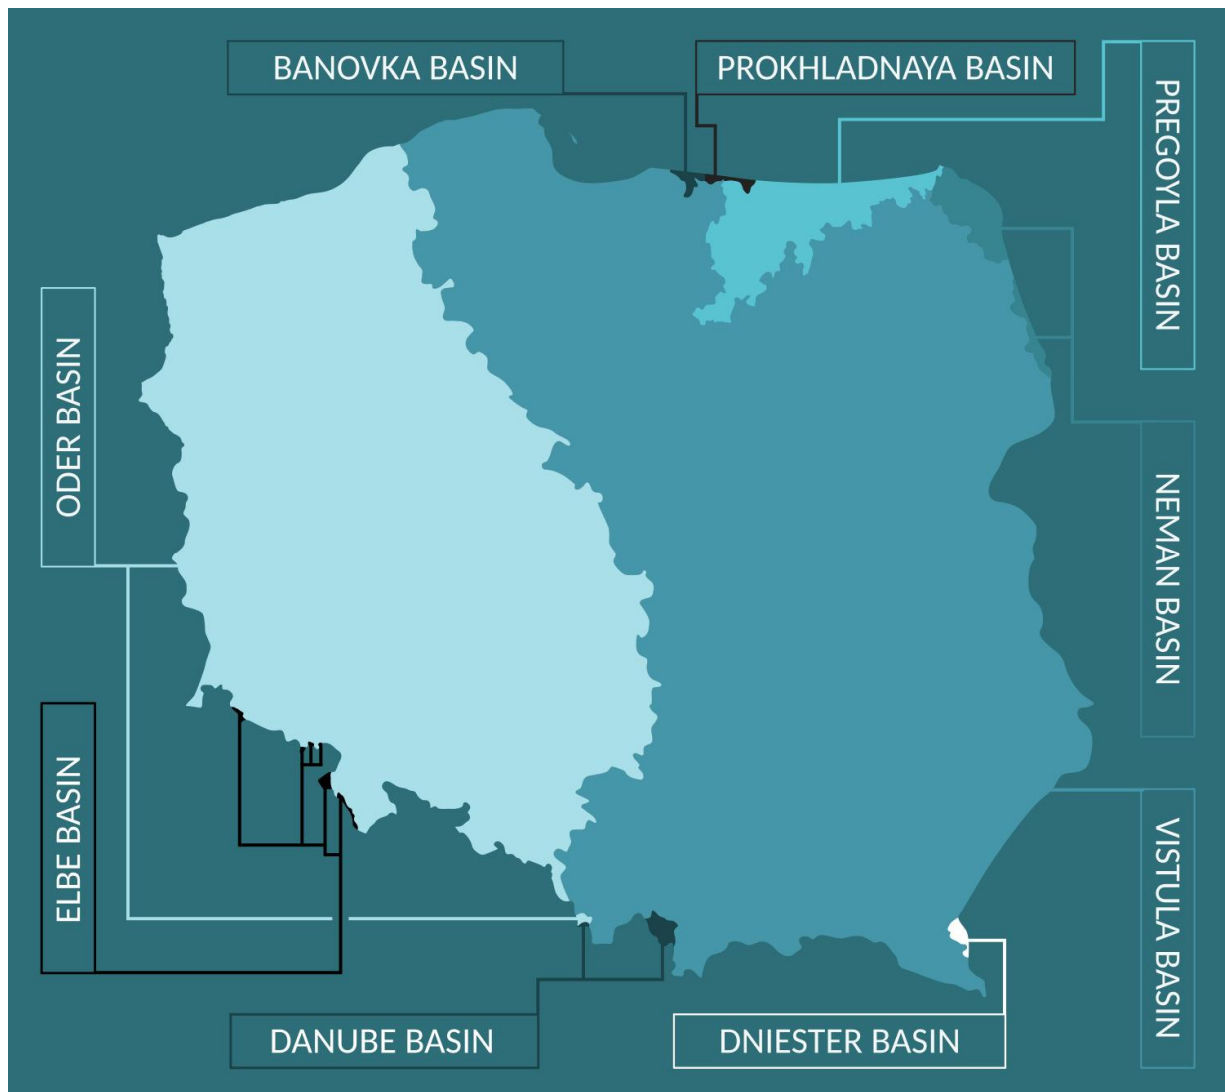 BANOVKA BASIN
PROKHLADNAYA BASIN
PREGOYLA BASIN
ODER BASIN
NEMAN BASIN
ELBE BASIN
VISTULA BASIN
DANUBE BASIN
DNIESTER BASIN